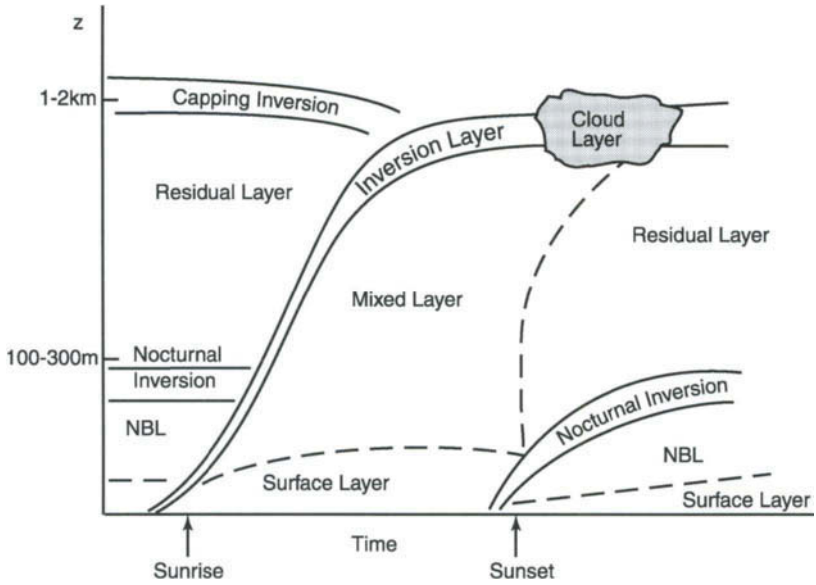 z
1-2km
Capping Inversion
Inversion Layer
Cloud
Layer
Residual Layer
Residual Layer
Mixed Layer
100-300m
Nocturnal
Inversion
Nocturnal Inversion
NBL
NBL
Surface Layer
Surface Layer
Time
Sunrise
Sunset